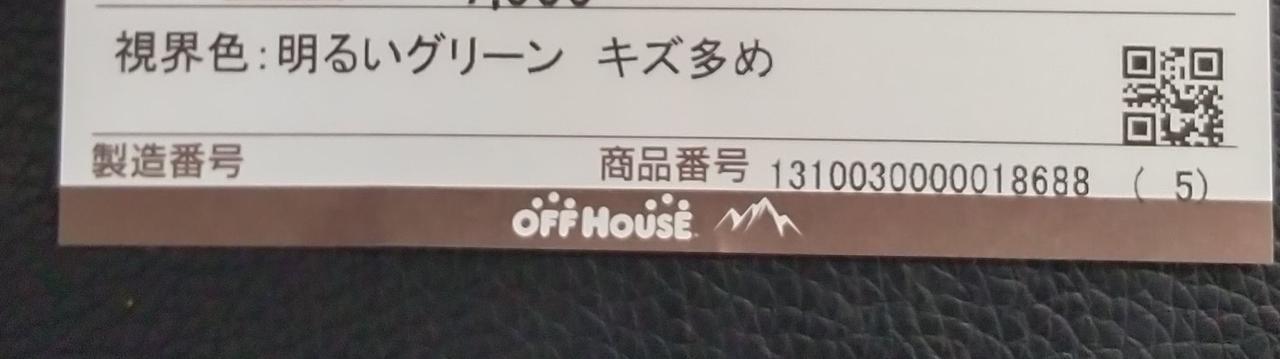 視界色:明るいグリーン キズ多め
製造番号
商品番号 1310030000018688 ( 5)
OFF HOUSE